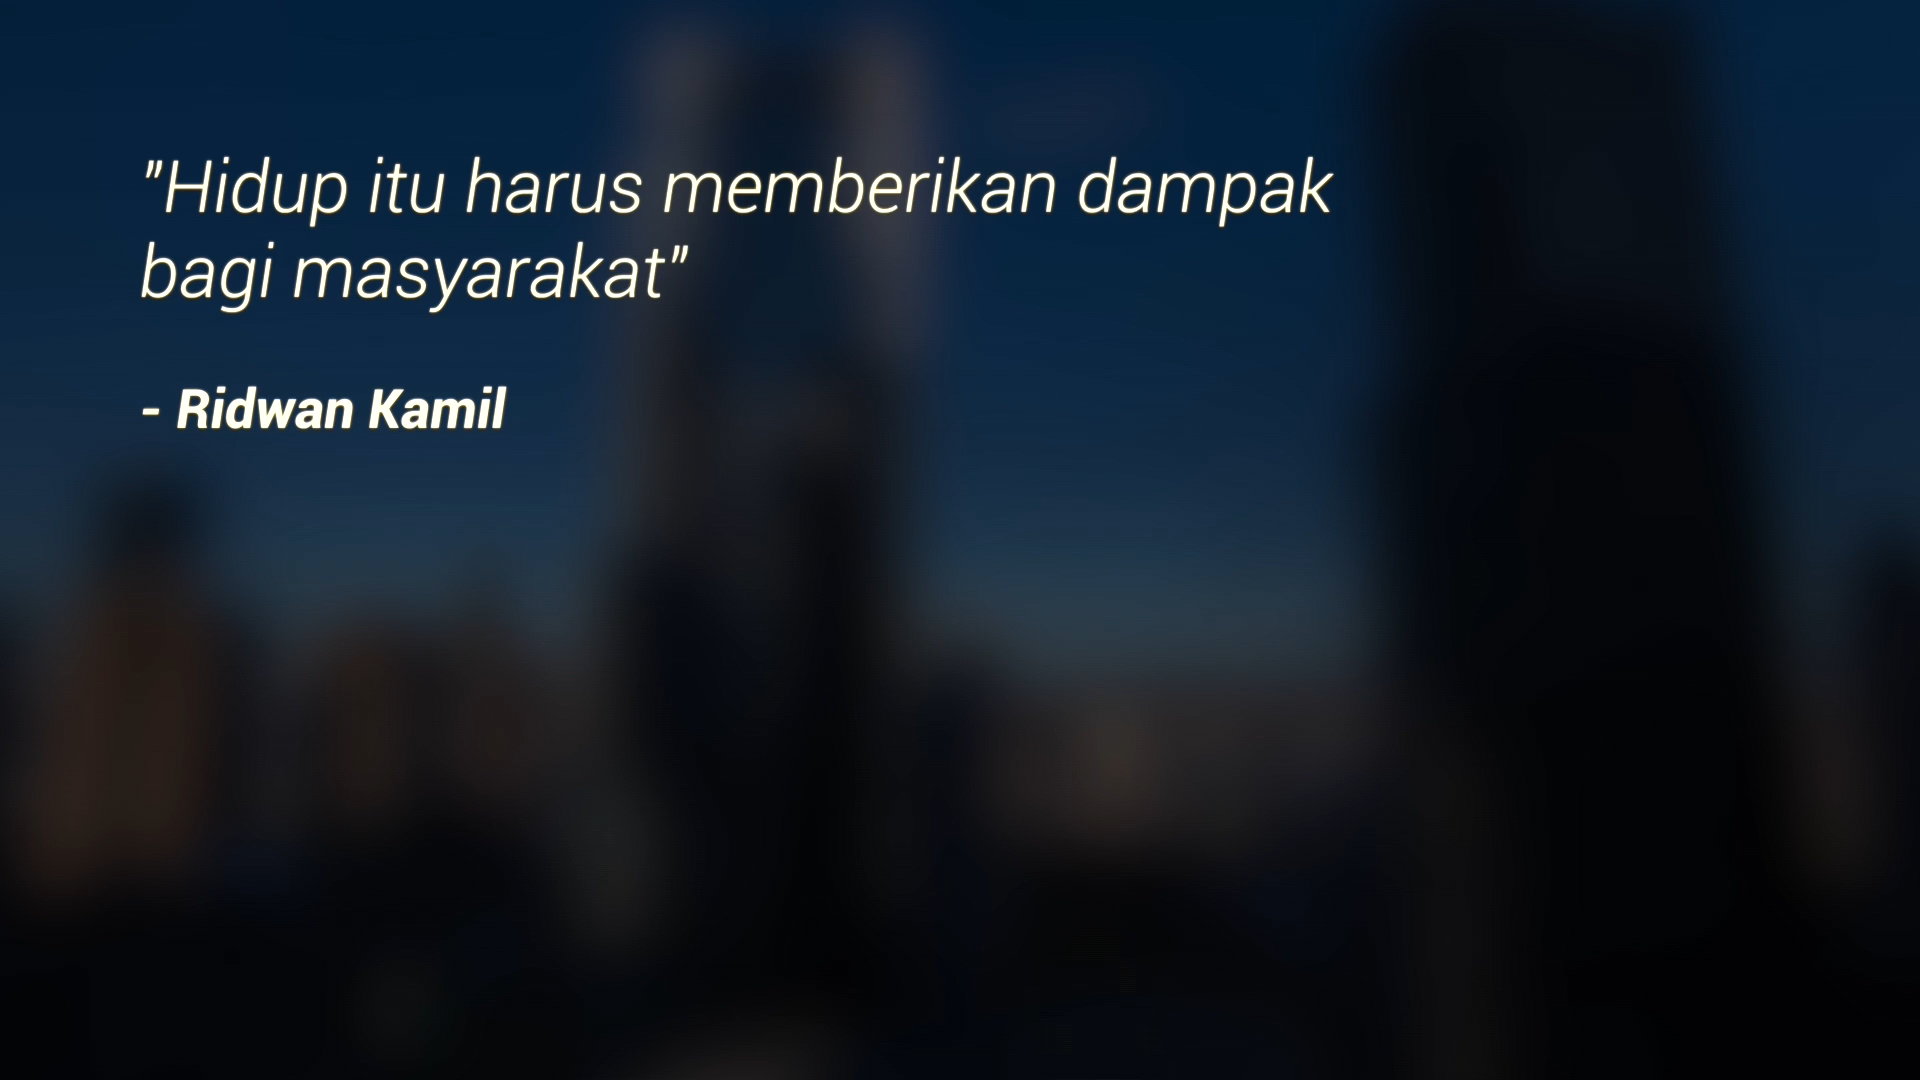 "Hidup itu harus memberikan dampak
bagi masyarakat"
- Ridwan Kamil